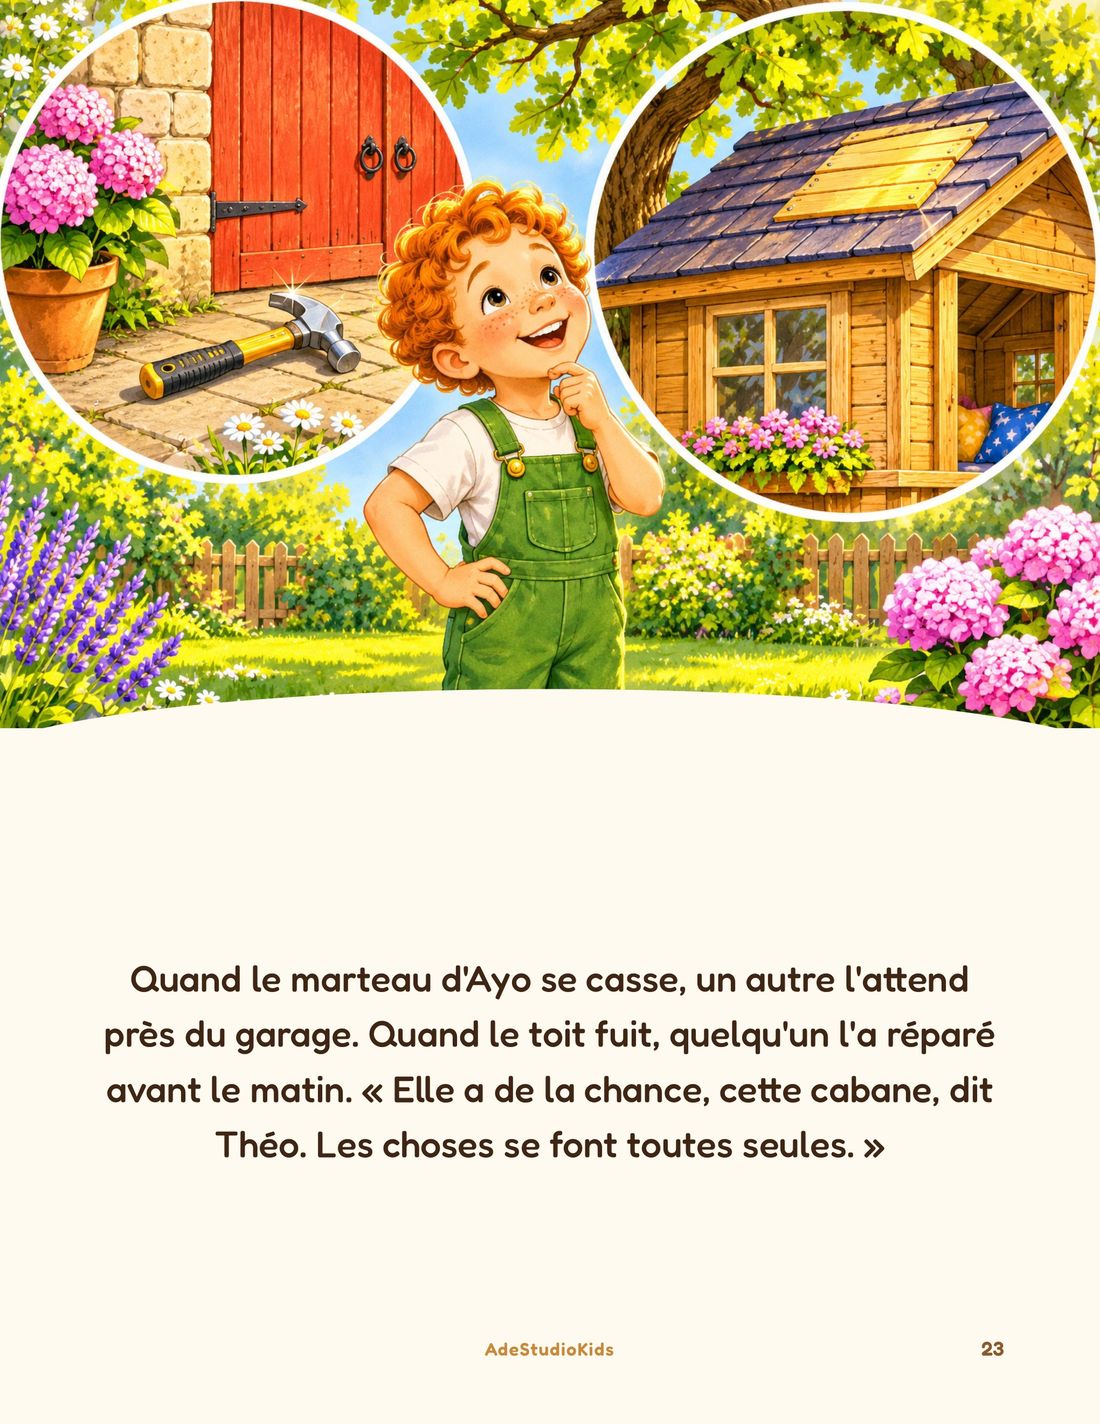 Quand le marteau d'Ayo se casse, un autre l'attend
près du garage. Quand le toit fuit, quelqu'un l'a réparé
avant le matin. « Elle a de la chance, cette cabane, dit
Théo. Les choses se font toutes seules. »
AdeStudioKids
23